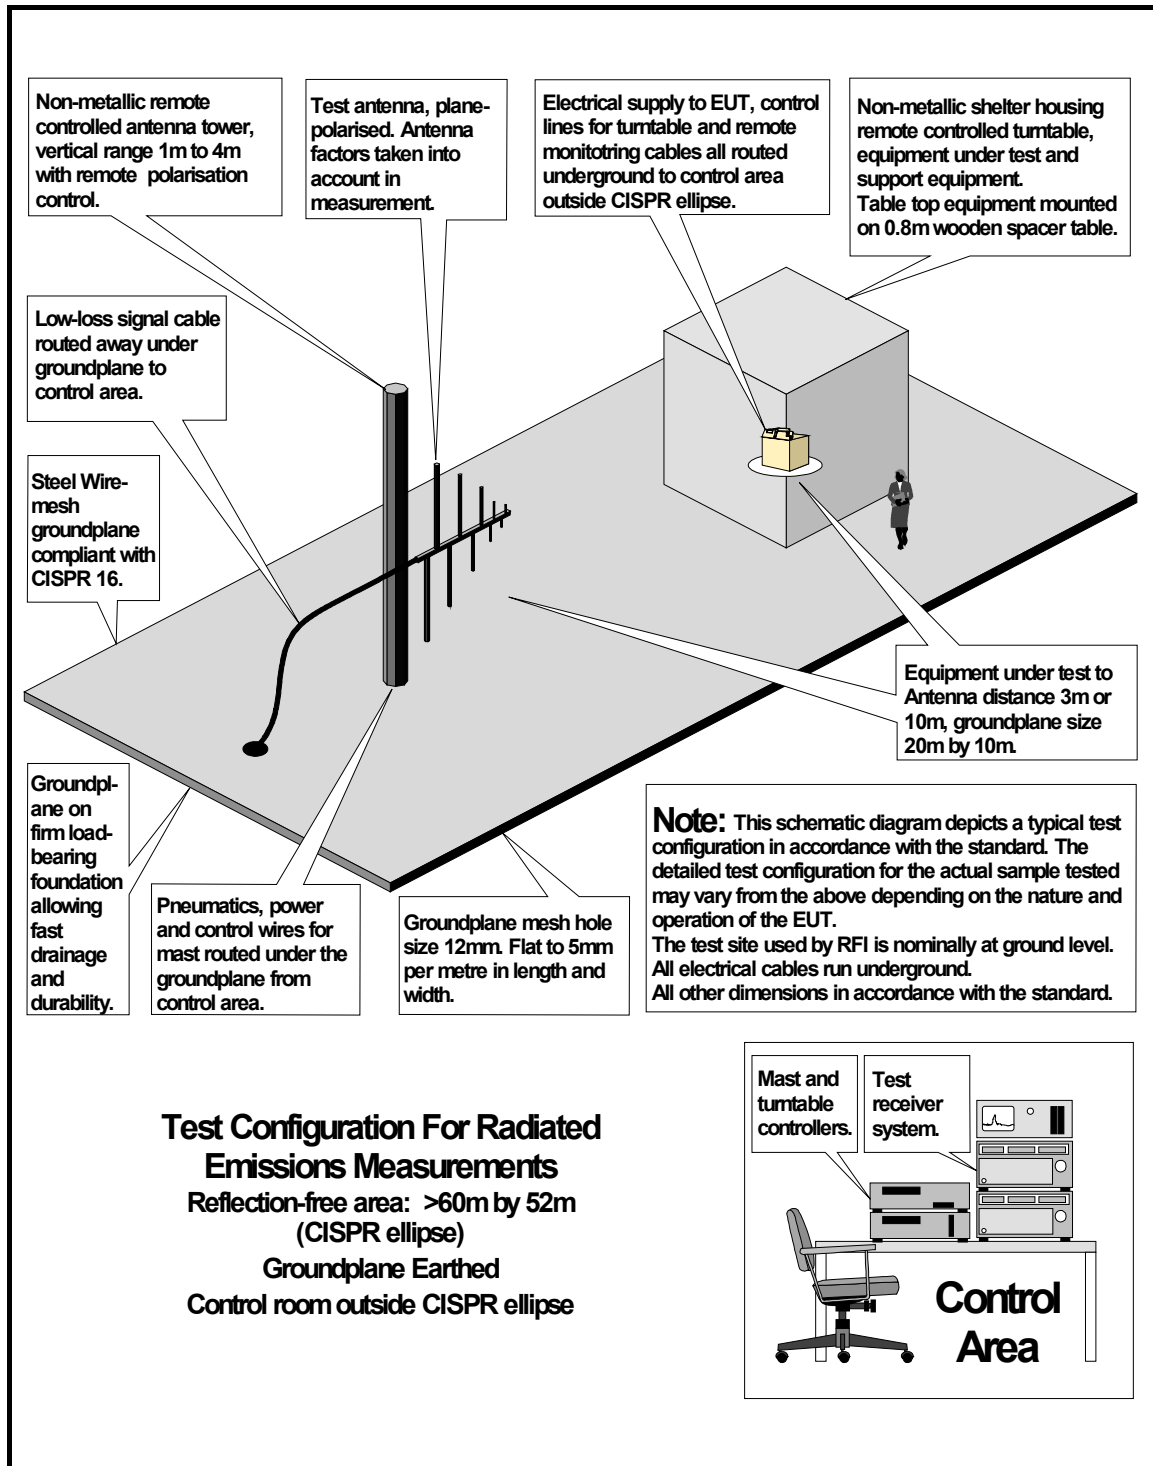 Non-metallic remote
controlled antenna tower,
vertical range 1m to 4m
with remote polarisation
control.
Test antenna, plane-
polarised. Antenna
factors taken into
account in
measurement.
Electrical supply to EUT, control
lines for turntable and remote
monitotring cables all routed
underground to control area
outside CISPR ellipse.
Non-metallic shelter housing
remote controlled turntable,
equipment under test and
support equipment.
Table top equipment mounted
on 0.8m wooden spacer table.
Low-loss signal cable
routed away under
groundplane to
control area.
Steel Wire-
mesh
groundplane
compliant with
CISPR 16.
Equipment under test to
Antenna distance 3m or
10m, groundplane size
20m by 10m.
Groundpl-
ane on
firm load-
bearing
foundation
allowing
fast
drainage
and
durability.
Pneumatics, power
and control wires for
mast routed under the
groundplane from
control area.
Groundplane mesh hole
size 12mm. Flat to 5mm
per metre in length and
width.
Note: This schematic diagram depicts a typical test
configuration in accordance with the standard. The
detailed test configuration for the actual sample tested
may vary from the above depending on the nature and
operation of the EUT.
The test site used by RFI is nominally at ground level.
All electrical cables run underground.
All other dimensions in accordance with the standard.
Test Configuration For Radiated
Emissions Measurements
Reflection-free area: >60m by 52m
(CISPR ellipse)
Groundplane Earthed
Control room outside CISPR ellipse
Mast and
turntable
controllers.
Test
receiver
system.
Control
Area